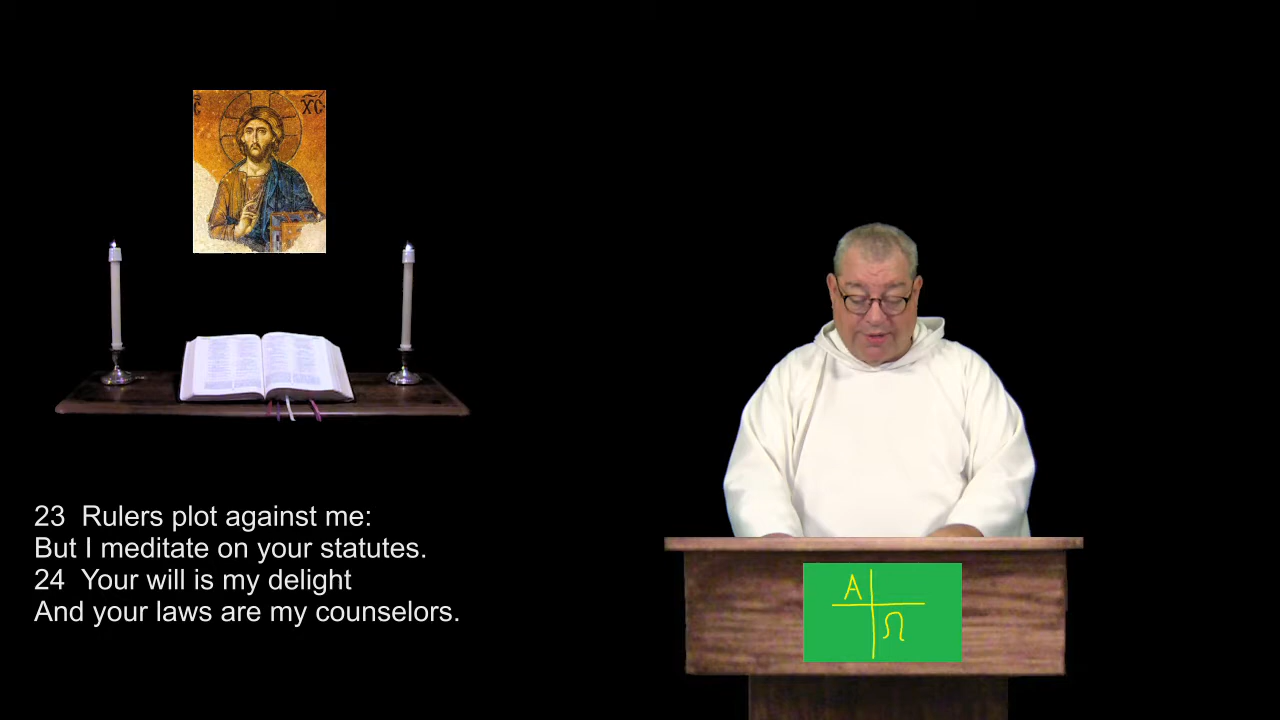 C XC
23 Rulers plot against me:
But I meditate on your statutes.
24 Your will is my delight
And your laws are my counselors.
A
Ω